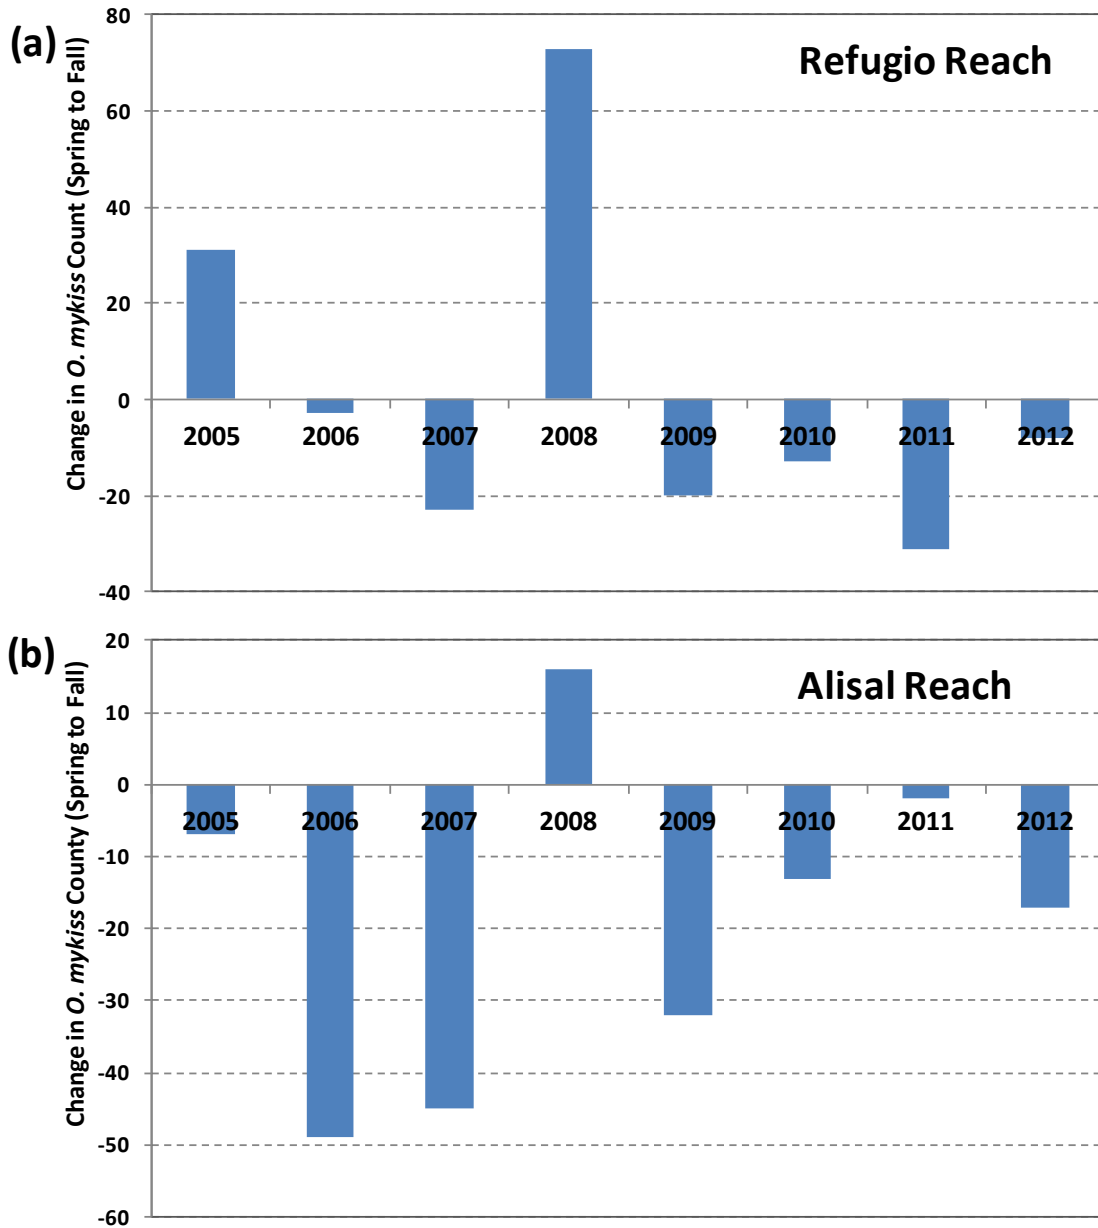 (a)
Refugio Reach
Change in O. mykiss Count (Spring to Fall)
80
60
40
20
0
-20
-40
2005 2006 2007 2008 2009 2010 2011 2012
(b)
Alisal Reach
Change in O. mykiss County (Spring to Fall)
20
10
0
-10
-20
-30
-40
-50
-60
2005 2006 2007 2008 2009 2010 2011 2012